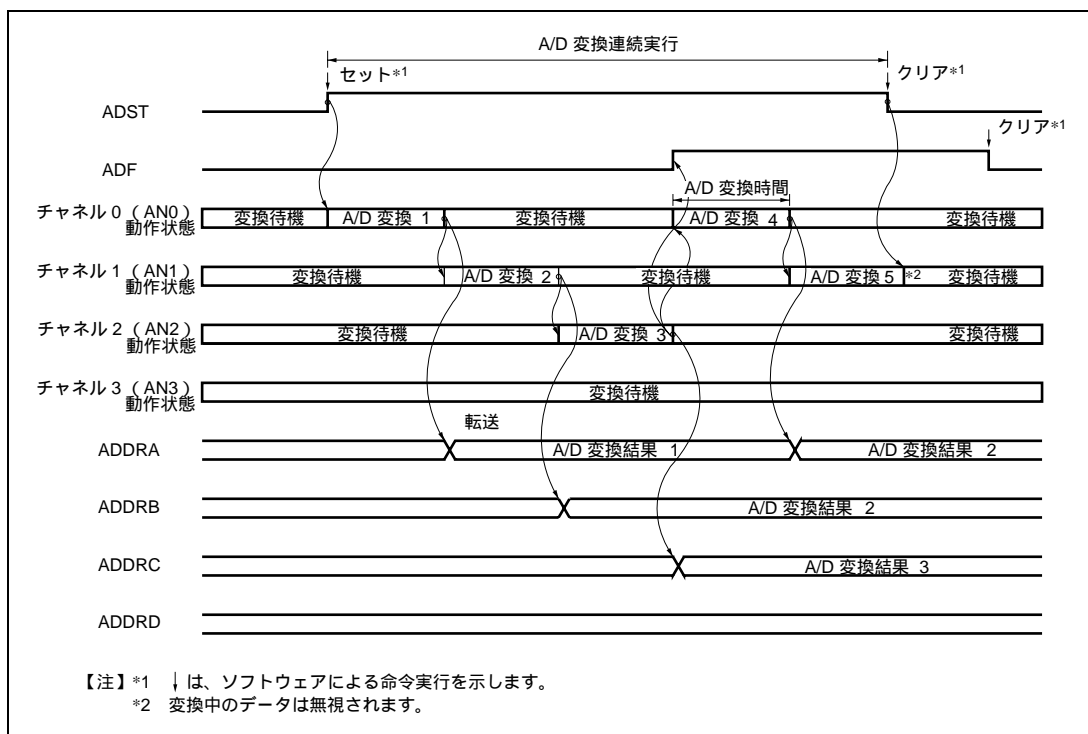 A/D 変換連続実行
セット*1
クリア*1
ADST
クリア*1
ADF
A/D 変換時間
チャネル 0 ( AN0 )
動作状態
変換待機
A/D 変換 1
変換待機
A/D 変換 4
変換待機
チャネル 1 ( AN1 )
動作状態
変換待機
A/D 変換 2
変換待機
A/D 変換 5
*2
変換待機
チャネル 2 ( AN2 )
動作状態
変換待機
A/D 変換 3
変換待機
チャネル 3 ( AN3 )
動作状態
変換待機
転送
ADDRA
A/D 変換結果 1
A/D 変換結果 2
ADDRB
A/D 変換結果 2
ADDRC
A/D 変換結果 3
ADDRD
【注】*1 ↓は、ソフトウェアによる命令実行を示します。
*2 変換中のデータは無視されます。